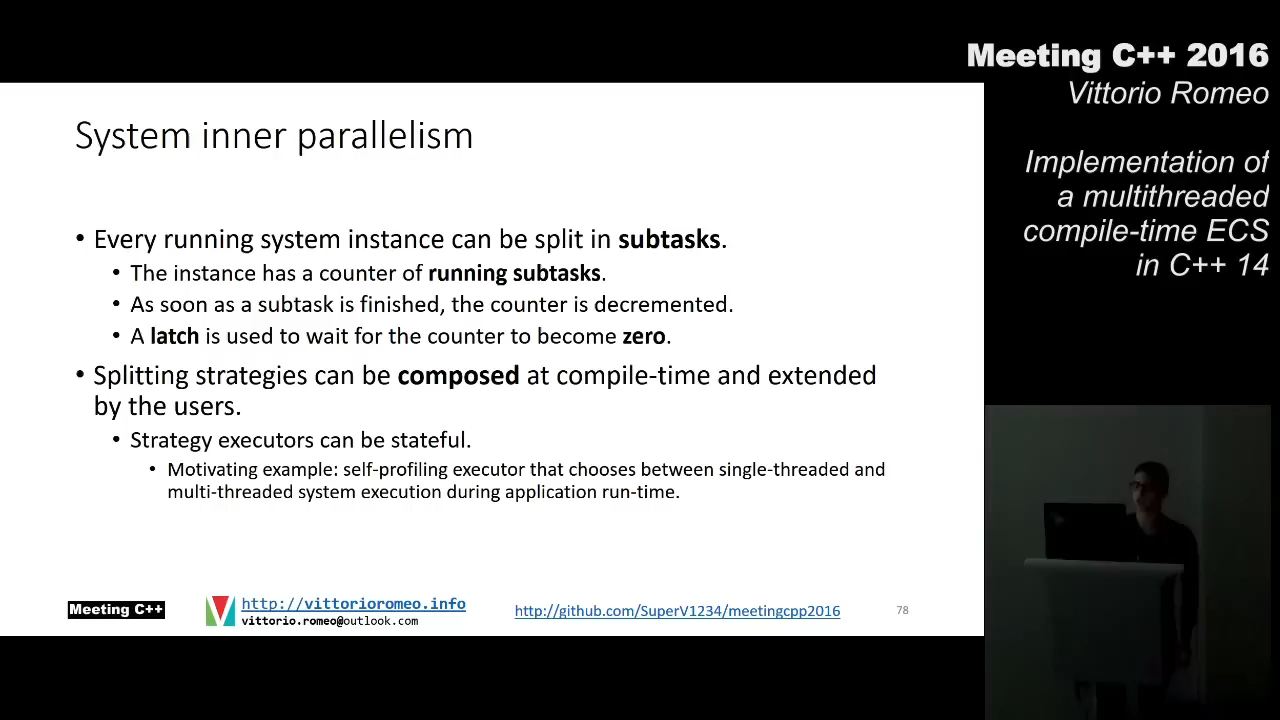 Meeting C++ 2016
Vittorio Romeo
Implementation of
a multithreaded
compile-time ECS
in C++ 14
System inner parallelism
• Every running system instance can be split in subtasks.
• The instance has a counter of running subtasks.
• As soon as a subtask is finished, the counter is decremented.
• A latch is used to wait for the counter to become zero.
• Splitting strategies can be composed at compile-time and extended
by the users.
• Strategy executors can be stateful.
• Motivating example: self-profiling executor that chooses between single-threaded and
multi-threaded system execution during application run-time.
Meeting C++
http://vittorioromeo.info
vittorio.romeo@outlook.com
http://github.com/SuperV1234/meetingcpp2016
78